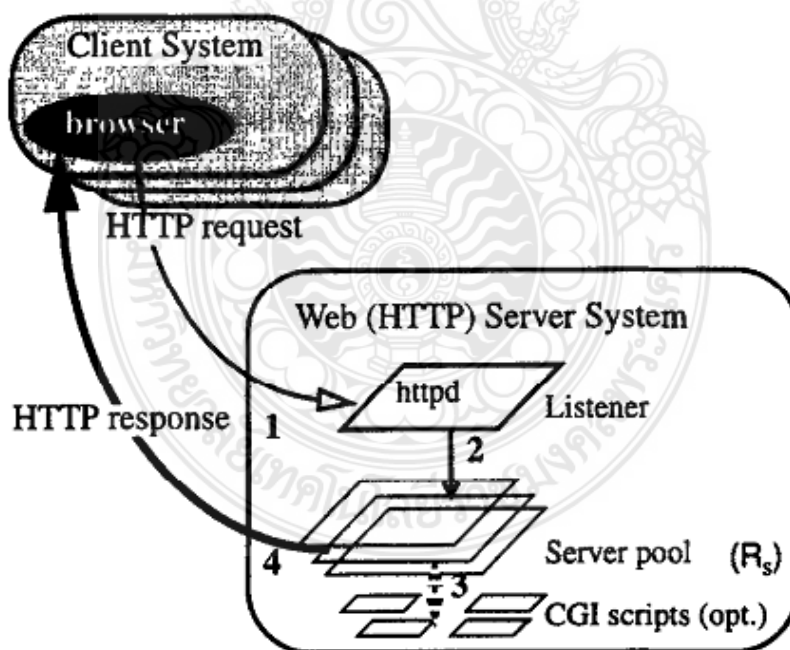 Client System
browser
HTTP request
Web (HTTP) Server System
httpd
Listener
HTTP response
1
2
4
Server pool (Rs)
3
CGI scripts (opt.)